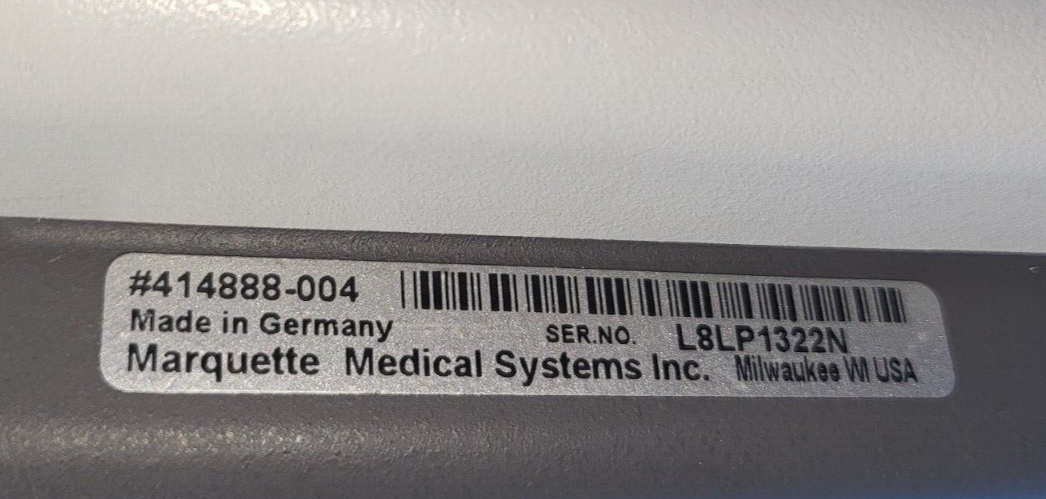 #414888-004
Made in Germany SER.NO. L8LP1322N
Marquette Medical Systems Inc. Milwaukee WI USA